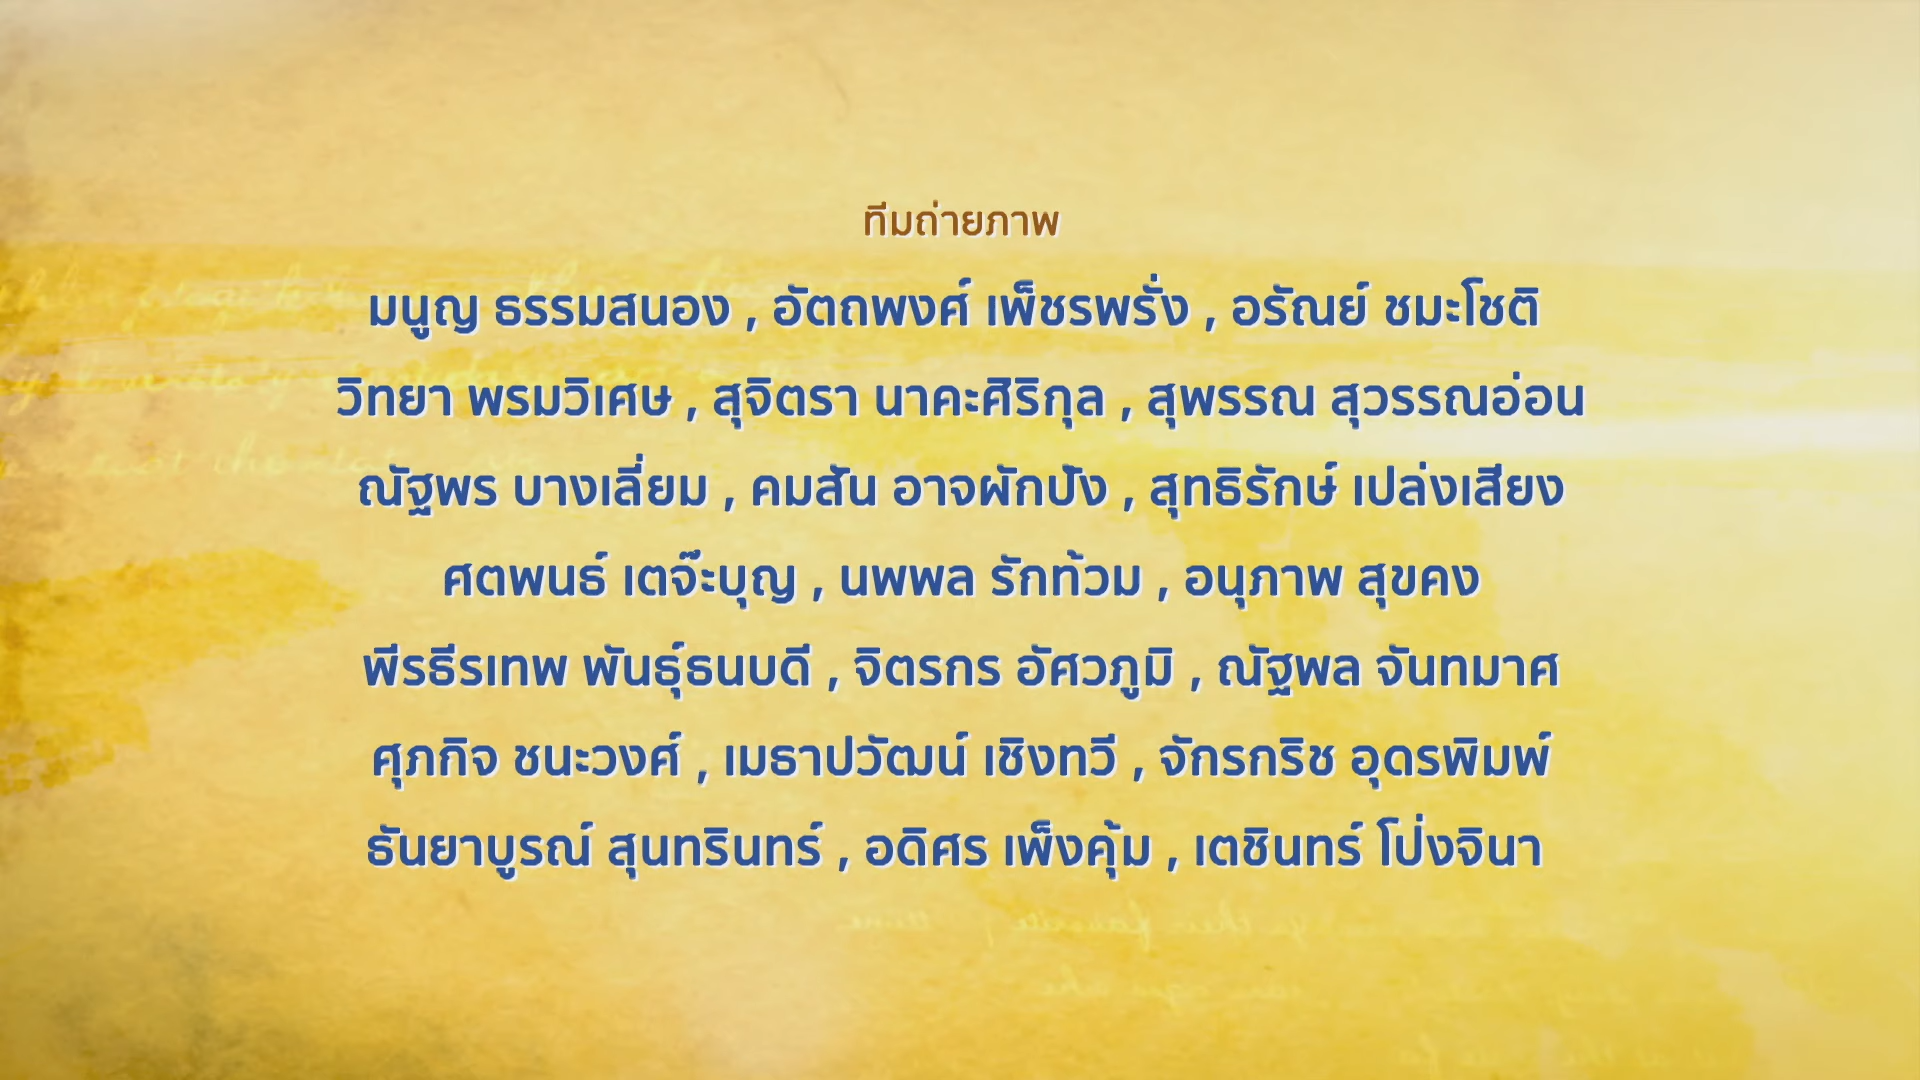 ทีมถ่ายภาพ
มนูญ ธรรมสนอง , อัตถพงศ์ เพ็ชรพรั่ง , อรัณย์ ชมะโชติ
วิทยา พรมวิเศษ , สุจิตรา นาคะศิริกุล , สุพรรณ สุวรรณอ่อน
ณัฐพร บางเลี่ยม , คมสัน อาจผักปัง , สุทธิรักษ์ เปล่งเสียง
ศตพนธ์ เตจ๊ะบุญ , นพพล รักท้วม , อนุภาพ สุขคง
พีรธีรเทพ พันธุ์ธนบดี , จิตรกร อัศวภูมิ , ณัฐพล จันทมาศ
ศุภกิจ ชนะวงศ์ , เมธาปวัฒน์ เชิงทวี , จักรกริช อุดรพิมพ์
ธันยาบูรณ์ สุนทรินทร์ , อดิศร เพ็งคุ้ม , เตชินทร์ โป่งจินา